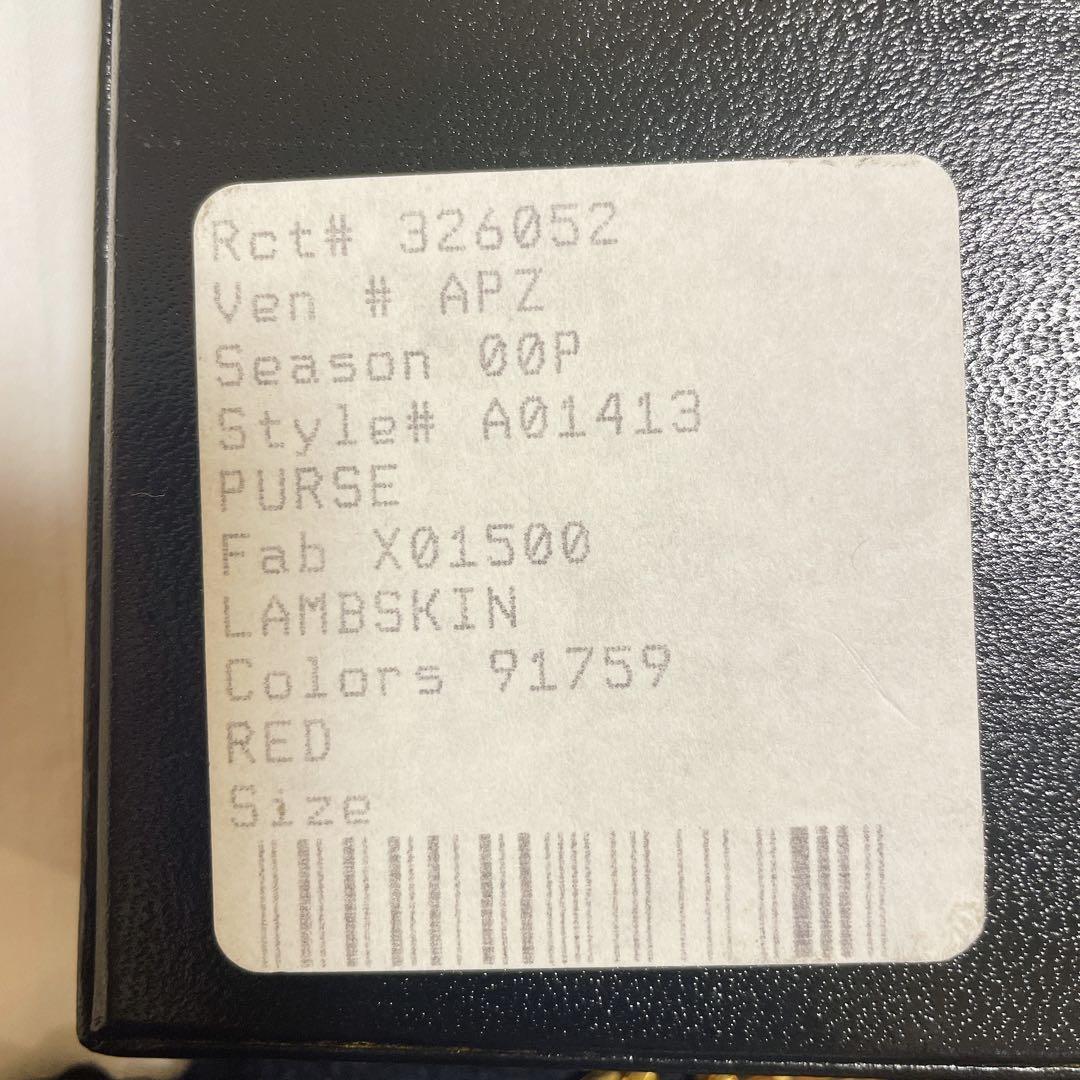 Rct# 326052
Ven # APZ
Season 00P
Style# A01413
PURSE
Fab X01500
LAMBSKIN
Colors 91759
RED
Size